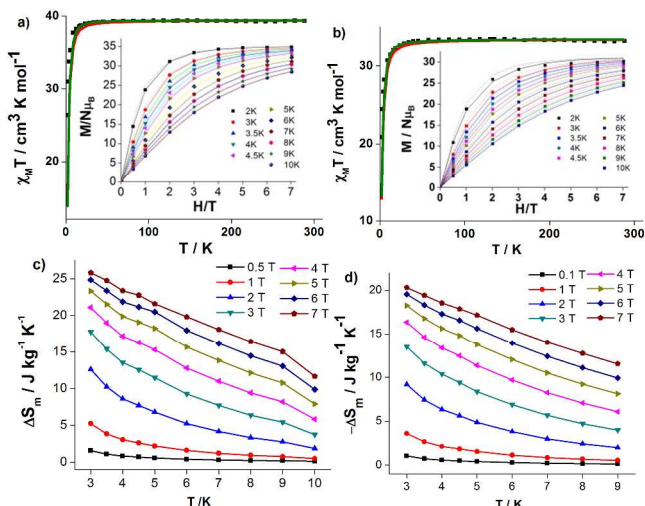 a)
χMT / cm³ K mol⁻¹
40
30
20
M/NμB
35
30
25
20
15
10
5
0
2K
3K
3.5K
4K
4.5K
5K
6K
7K
8K
9K
10K
0 1 2 3 4 5 6 7
H/T
0 100 200 300
T / K
b)
χMT / cm³ K mol⁻¹
30
20
10
M / NμB
30
25
20
15
10
5
0
2K
3K
3.5K
4K
4.5K
5K
6K
7K
8K
9K
10K
0 1 2 3 4 5 6 7
H/T
0 100 200 300
T / K
c)
ΔSm / J kg⁻¹ K⁻¹
25
20
15
10
5
0
0.5 T
1 T
2 T
3 T
4 T
5 T
6 T
7 T
3 4 5 6 7 8 9 10
T / K
d)
−ΔSm / J kg⁻¹ K⁻¹
20
10
0
0.1 T
1 T
2 T
3 T
4 T
5 T
6 T
7 T
3 4 5 6 7 8 9
T / K